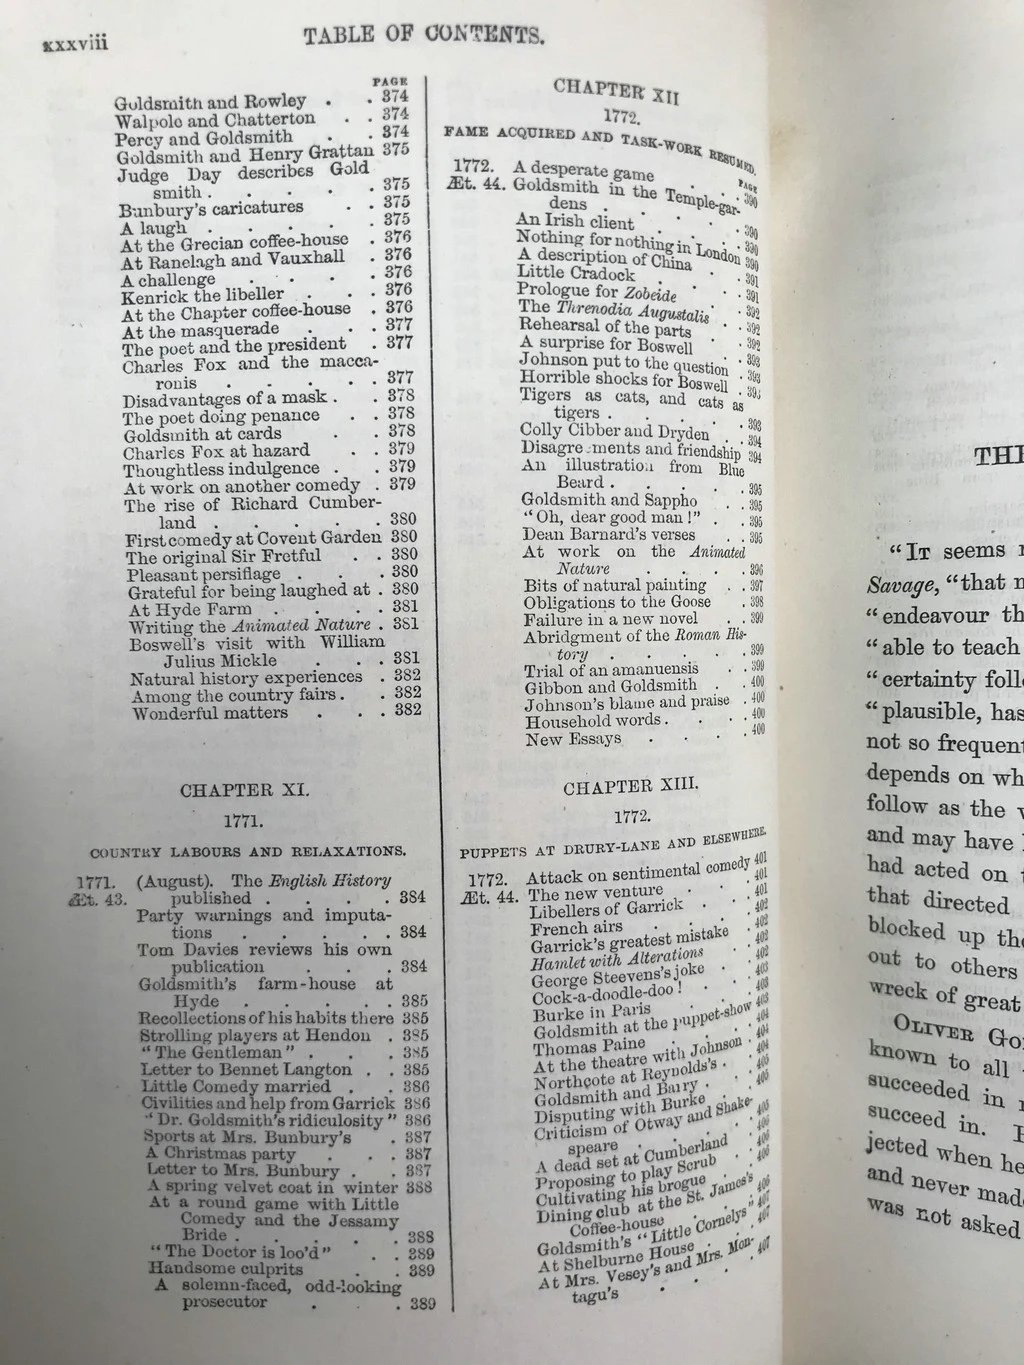 xxxviii
TABLE OF CONTENTS.
PAGE
Goldsmith and Rowley . . 374
Walpole and Chatterton . . 374
Percy and Goldsmith . . 374
Goldsmith and Henry Grattan 375
Judge Day describes Gold
smith . . . . . 375
Bunbury's caricatures . . 375
A laugh . . . . . 375
At the Grecian coffee-house . 376
At Ranelagh and Vauxhall . 376
A challenge . . . . 376
Kenrick the libeller . . . 376
At the Chapter coffee-house . 376
At the masquerade . . . 377
The poet and the president . 377
Charles Fox and the macca-
ronis . . . . . 377
Disadvantages of a mask . . 378
The poet doing penance . . 378
Goldsmith at cards . . 378
Charles Fox at hazard . . 379
Thoughtless indulgence . . 379
At work on another comedy . 379
The rise of Richard Cumber-
land . . . . . 380
First comedy at Covent Garden 380
The original Sir Fretful . . 380
Pleasant persiflage . . . 380
Grateful for being laughed at . 380
At Hyde Farm . . . . 381
Writing the Animated Nature . 381
Boswell's visit with William
Julius Mickle . . . 381
Natural history experiences . 382
Among the country fairs . . 382
Wonderful matters . . . 382
CHAPTER XI.
1771.
COUNTRY LABOURS AND RELAXATIONS.
1771. (August). The English History
Æt. 43. published . . . . 384
Party warnings and imputa-
tions . . . . . 384
Tom Davies reviews his own
publication . . . 384
Goldsmith's farm-house at
Hyde . . . . . 385
Recollections of his habits there 385
Strolling players at Hendon . 385
"The Gentleman" . . . 385
Letter to Bennet Langton . . 385
Little Comedy married . . 386
Civilities and help from Garrick 386
"Dr. Goldsmith's ridiculosity" 386
Sports at Mrs. Bunbury's . 387
A Christmas party . . . 387
Letter to Mrs. Bunbury . . 387
A spring velvet coat in winter 388
At a round game with Little
Comedy and the Jessamy
Bride . . . . . 388
"The Doctor is loo'd" . . 389
Handsome culprits . . 389
A solemn-faced, odd-looking
prosecutor . . 389
CHAPTER XII
1772.
FAME ACQUIRED AND TASK-WORK RESUMED.
PAGE
1772. A desperate game . . . 390
Æt. 44. Goldsmith in the Temple-gar-
dens . . . . . 390
An Irish client . . . . 390
Nothing for nothing in London 390
A description of China . . 391
Little Cradock . . . . 391
Prologue for Zobeide . . 392
The Threnodia Augustalis . 392
Rehearsal of the parts . . 392
A surprise for Boswell . . 393
Johnson put to the question . 393
Horrible shocks for Boswell . 393
Tigers as cats, and cats as
tigers . . . . . 393
Colly Cibber and Dryden . . 394
Disagreements and friendship 394
An illustration from Blue
Beard . . . . . 395
Goldsmith and Sappho . . 395
"Oh, dear good man!" . . 395
Dean Barnard's verses . . 395
At work on the Animated
Nature . . . . 396
Bits of natural painting . . 397
Obligations to the Goose . 398
Failure in a new novel . . 399
Abridgment of the Roman His-
tory . . . . . 399
Trial of an amanuensis . . 399
Gibbon and Goldsmith . . 400
Johnson's blame and praise . 400
Household words . . . . 400
New Essays . . . . 400
CHAPTER XIII.
1772.
PUPPETS AT DRURY-LANE AND ELSEWHERE.
1772. Attack on sentimental comedy 401
Æt. 44. The new venture . . . 401
Libellers of Garrick . . 401
French airs . . . . 402
Garrick's greatest mistake . 402
Hamlet with Alterations . . 402
George Steevens's joke . . 402
Cock-a-doodle-doo! . . . 403
Burke in Paris . . . 403
Goldsmith at the puppet-show 403
Thomas Paine . . . . 404
At the theatre with Johnson . 404
Northcote at Reynolds's . . 404
Goldsmith and Barry . . . 405
Disputing with Burke . . 405
Criticism of Otway and Shake-
speare . . . . . 405
A dead set at Cumberland . 406
Proposing to play Scrub . . 406
Cultivating his brogue . . 406
Dining club at the St. James's
Coffee-house . . . . 406
Goldsmith's "Little Cornelys" 407
At Shelburne House . . . 407
At Mrs. Vesey's and Mrs. Mon-
tagu's . . . . 407
THE
"IT seems
Savage, "that
"endeavour th
"able to teach
"certainty foll
"plausible, has
not so frequent
depends on wh
follow as the
and may have
had acted on
that directed
blocked up the
out to others
wreck of great
OLIVER GO
known to all
succeeded in
succeed in.
jected when he
and never mad
was not asked